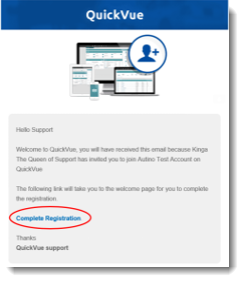 QuickVue
Hello Support
Welcome to QuickVue, you will have received this email because Kinga
The Queen of Support has invited you to join Autino Test Account on
QuickVue
The following link will take you to the welcome page for you to complete
the registration.
Complete Registration
Thanks
QuickVue support